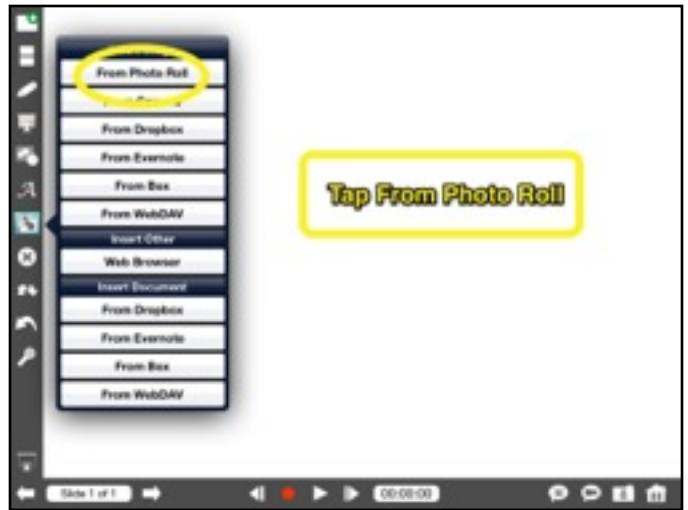 From Photo Roll
From Dropbox
From Evernote
From Box
From WebDAV
Insert Other
Web Browser
Insert Document
From Dropbox
From Evernote
From Box
From WebDAV
Tap From Photo Roll
Slide 1 of 1
00:00:00